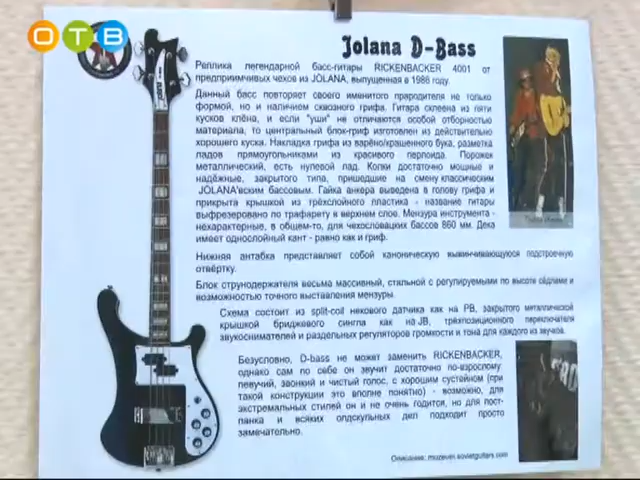 ОТВ
Jolana D-Bass
Реплика легендарной бас-гитары RICKENBACKER 4001 от
предприимчивых чехов из JOLANA, выпущенная в 1986 году.
Данный басс повторяет своего именитого прародителя не только
формой, но и наличием сквозного грифа. Гитара склеена из пяти
кусков клёна, и если "уши" не отличаются особой отборностью
материала, то центральный блок-гриф изготовлен из действительно
хорошего куска. Накладка грифа из варёно/крашенного бука, разметка
ладов прямоугольниками из красивого перлоида. Порожек
металлический, есть нулевой лад. Колки достаточно мощные и
надёжные, закрытого типа, пришедшие на смену классическим
JOLANA'вским бассовым. Гайка анкера выведена в голову грифа и
прикрыта крышкой из трёхслойного пластика - название гитары
выфрезеровано по трафарету в верхнем слое. Мензура инструмента -
нехарактерные, в общем-то, для чехословацких бассов 860 мм. Дека
имеет однослойный кант - равно как и гриф.
Нижняя антабка представляет собой каноническую вывинчивающуюся подстроечную
отвёртку.
Блок струнодержателя весьма массивный, стальной с регулируемыми по высоте сёдлами и
возможностью точного выставления мензуры.
Схема состоит из split-coil некового датчика как на PB, закрытого металлической
крышкой бриджевого сингла как на JB, трёхпозиционного переключателя
звукоснимателей и раздельных регуляторов громкости и тона для каждого из звучков.
Безусловно, D-bass не может заменить RICKENBACKER,
однако сам по себе он звучит достаточно по-взрослому
певучий, звонкий и чистый голос, с хорошим сустейном (при
такой конструкции это вполне понятно) - возможно, для
экстремальных стилей он и не очень годится, но для пост-
панка и всяких олдскульных дел подходит просто
замечательно.
Описание: muzeum.sovietguitars.com